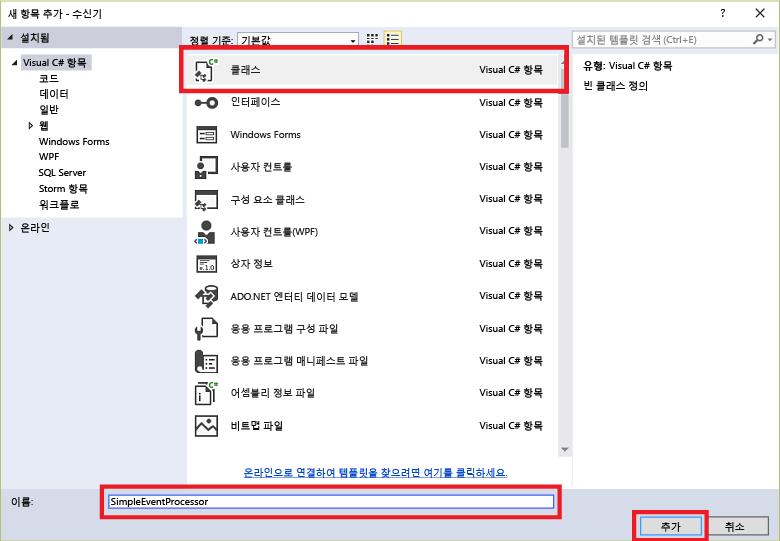 새 항목 추가 - 수신기
? ×
설치됨
정렬 기준: 기본값
설치된 템플릿 검색 (Ctrl+E)
Visual C# 항목
코드
데이터
일반
웹
Windows Forms
WPF
SQL Server
Storm 항목
워크플로
온라인
클래스 Visual C# 항목
인터페이스 Visual C# 항목
Windows Forms Visual C# 항목
사용자 컨트롤 Visual C# 항목
구성 요소 클래스 Visual C# 항목
사용자 컨트롤(WPF) Visual C# 항목
상자 정보 Visual C# 항목
ADO.NET 엔터티 데이터 모델 Visual C# 항목
응용 프로그램 구성 파일 Visual C# 항목
응용 프로그램 매니페스트 파일 Visual C# 항목
어셈블리 정보 파일 Visual C# 항목
비트맵 파일 Visual C# 항목
온라인으로 연결하여 템플릿을 찾으려면 여기를 클릭하세요.
유형: Visual C# 항목
빈 클래스 정의
이름: SimpleEventProcessor
추가 취소